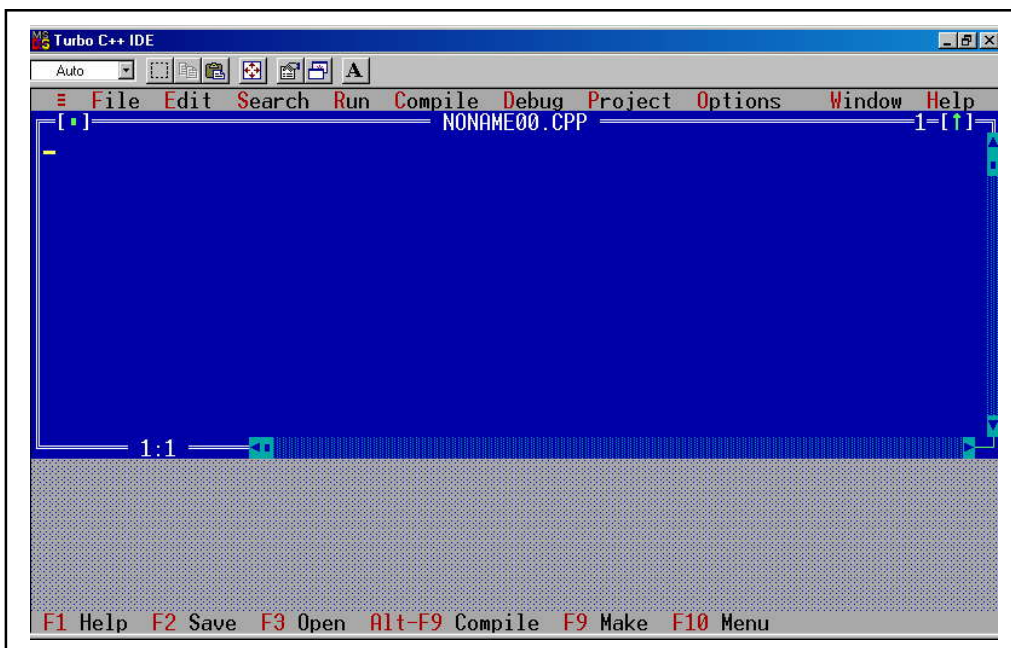 Turbo C++ IDE
Auto A
≡ File Edit Search Run Compile Debug Project Options Window Help
[▪] NONAME00.CPP 1=[↑]
1:1
F1 Help F2 Save F3 Open Alt-F9 Compile F9 Make F10 Menu